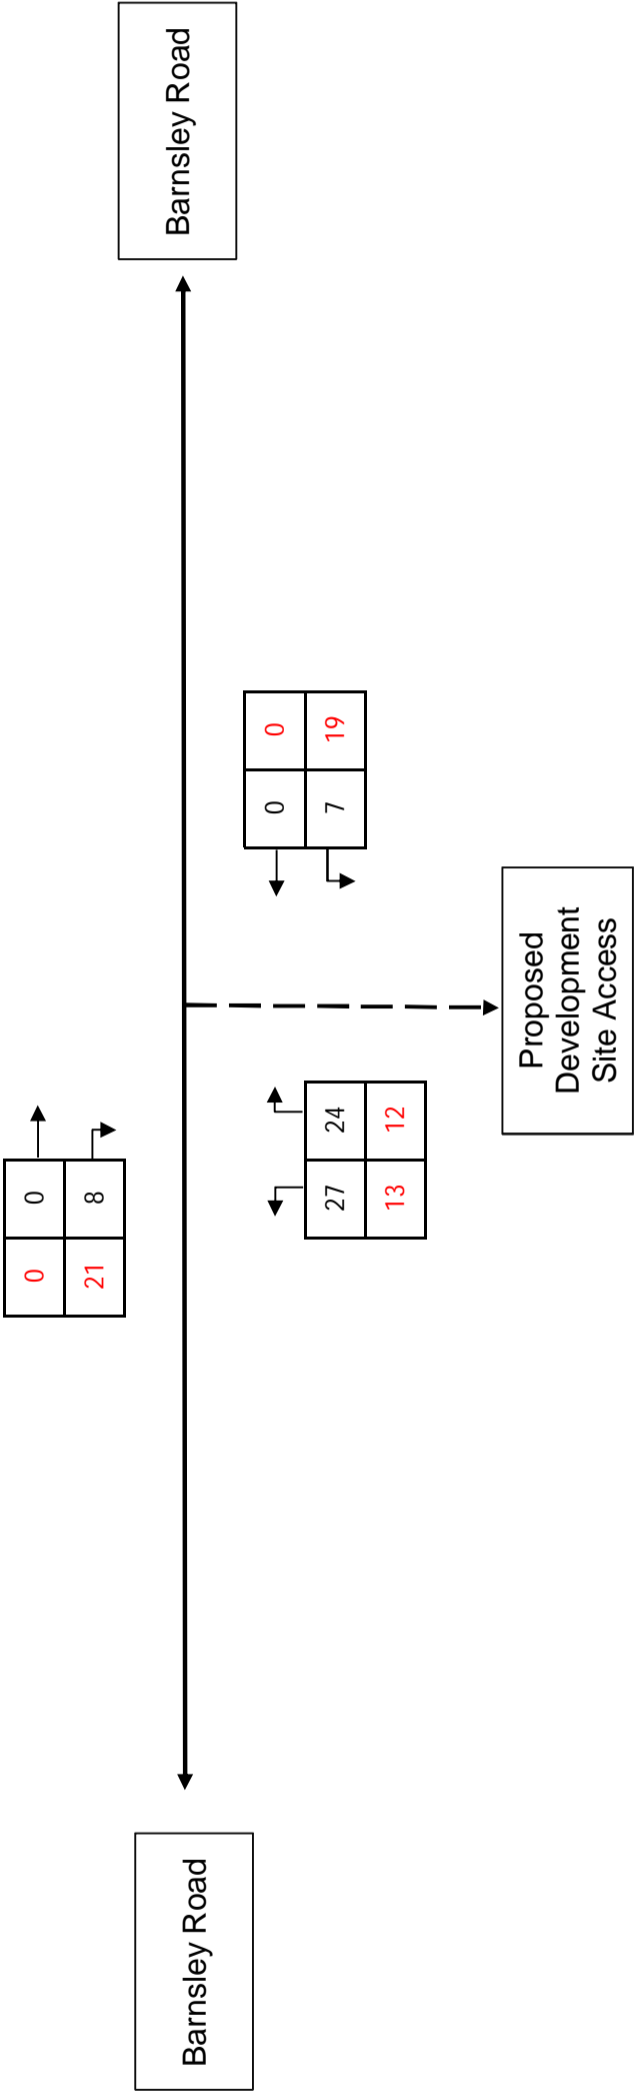 0 0
21 8
Barnsley Road
Barnsley Road
0 0
7 19
27 24
13 12
Proposed
Development
Site Access